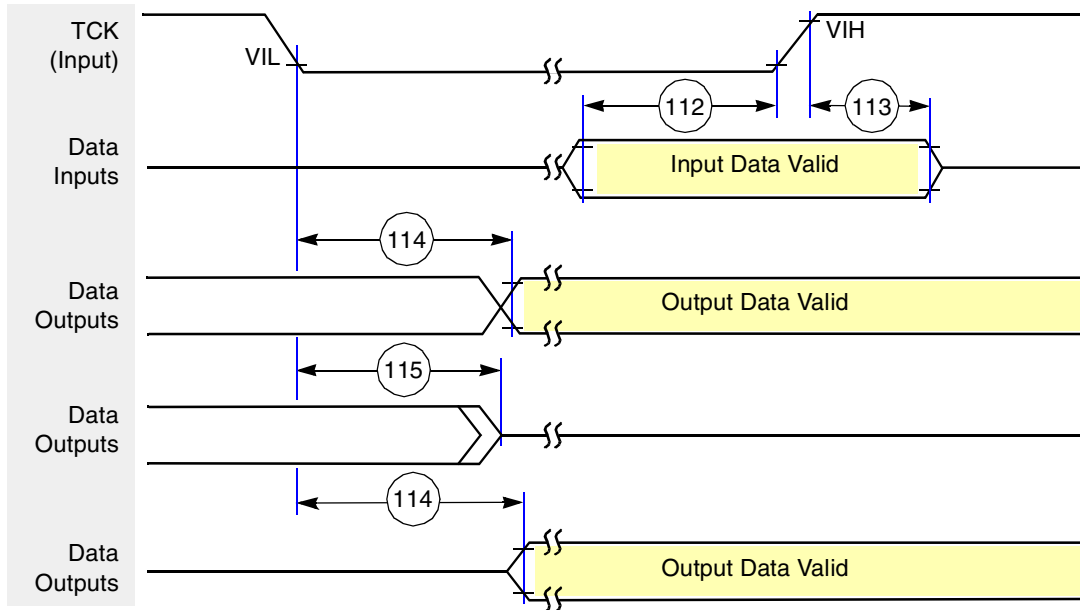 TCK
(Input)
VIL
VIH
112
113
Data
Inputs
Input Data Valid
114
Data
Outputs
Output Data Valid
115
Data
Outputs
114
Data
Outputs
Output Data Valid